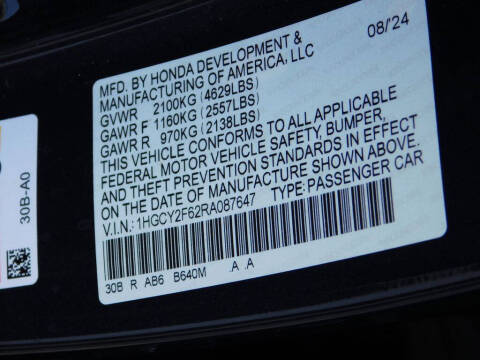 MFD. BY HONDA DEVELOPMENT & 08/'24
MANUFACTURING OF AMERICA, LLC
GVWR 2100KG (4629LBS)
GAWR F 1160KG (2557LBS)
GAWR R 970KG (2138LBS)
THIS VEHICLE CONFORMS TO ALL APPLICABLE
FEDERAL MOTOR VEHICLE SAFETY, BUMPER,
AND THEFT PREVENTION STANDARDS IN EFFECT
ON THE DATE OF MANUFACTURE SHOWN ABOVE.
V.I.N.: 1HGCY2F62RA087647 TYPE: PASSENGER CAR
30B R AB6 B640M .A .A
30B-A0